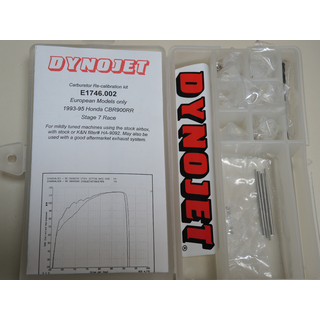 DYNOJET
Carburetor Re-calibration kit
E1746.002
European Models only
1993-95 Honda CBR900RR
Stage 7 Race
For mildly tuned machines using the stock airbox,
with stock or K&N filter# HA-9092. May also be
used with a good aftermarket exhaust system.
DYNOJET